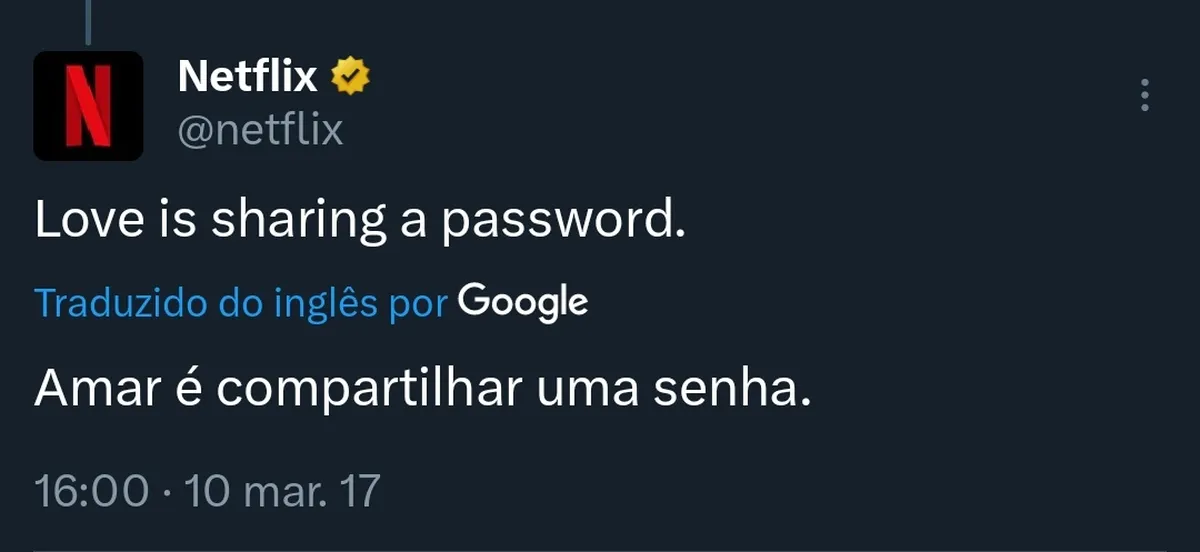 Netflix
@netflix
Love is sharing a password.
Traduzido do inglês por Google
Amar é compartilhar uma senha.
16:00 · 10 mar. 17